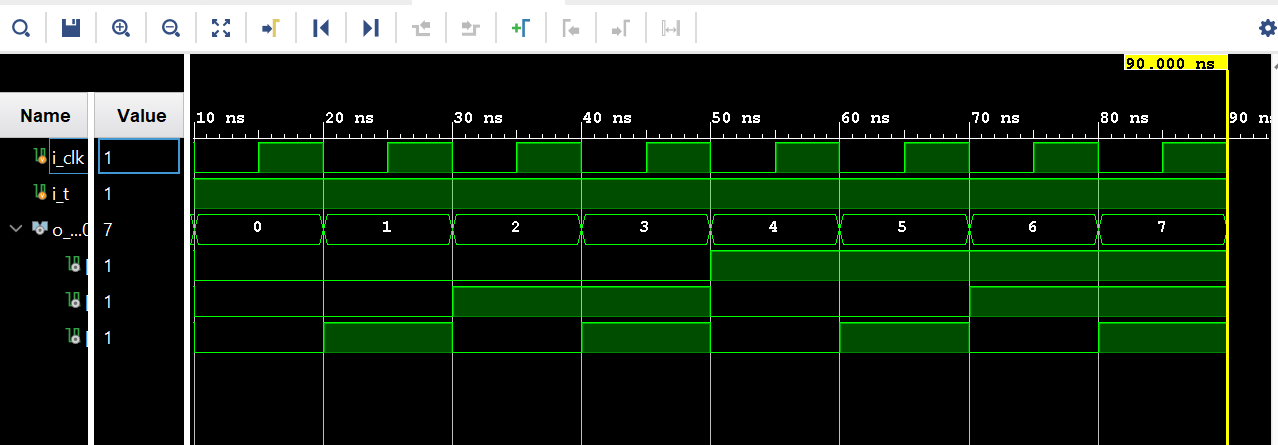 90.000 ns
Name Value
10 ns 20 ns 30 ns 40 ns 50 ns 60 ns 70 ns 80 ns 90 n
i_clk 1
i_t 1
o_...0 7 0 1 2 3 4 5 6 7
[ 1
[ 1
[ 1